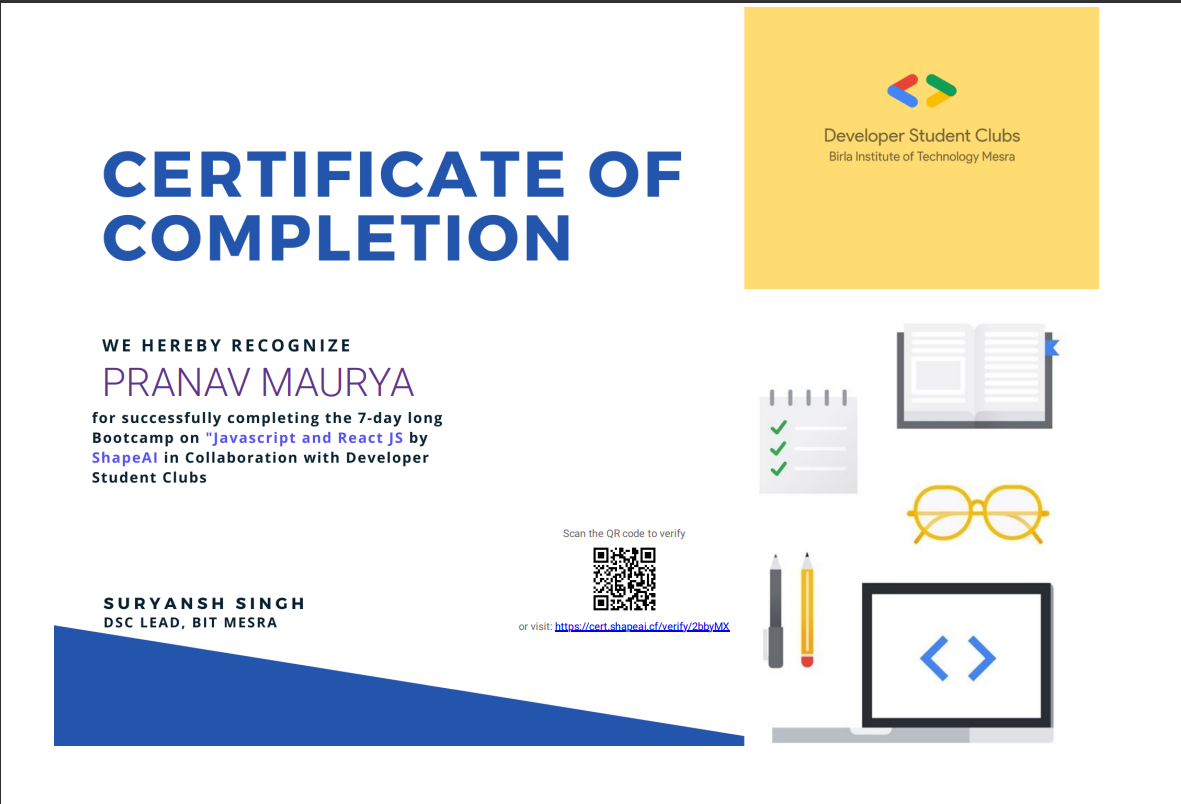 Developer Student Clubs
Birla Institute of Technology Mesra
CERTIFICATE OF
COMPLETION
WE HEREBY RECOGNIZE
PRANAV MAURYA
for successfully completing the 7-day long
Bootcamp on "Javascript and React JS by
ShapeAI in Collaboration with Developer
Student Clubs
Scan the QR code to verify
or visit: https://cert.shapeai.cf/verify/2bbyMX
SURYANSH SINGH
DSC LEAD, BIT MESRA